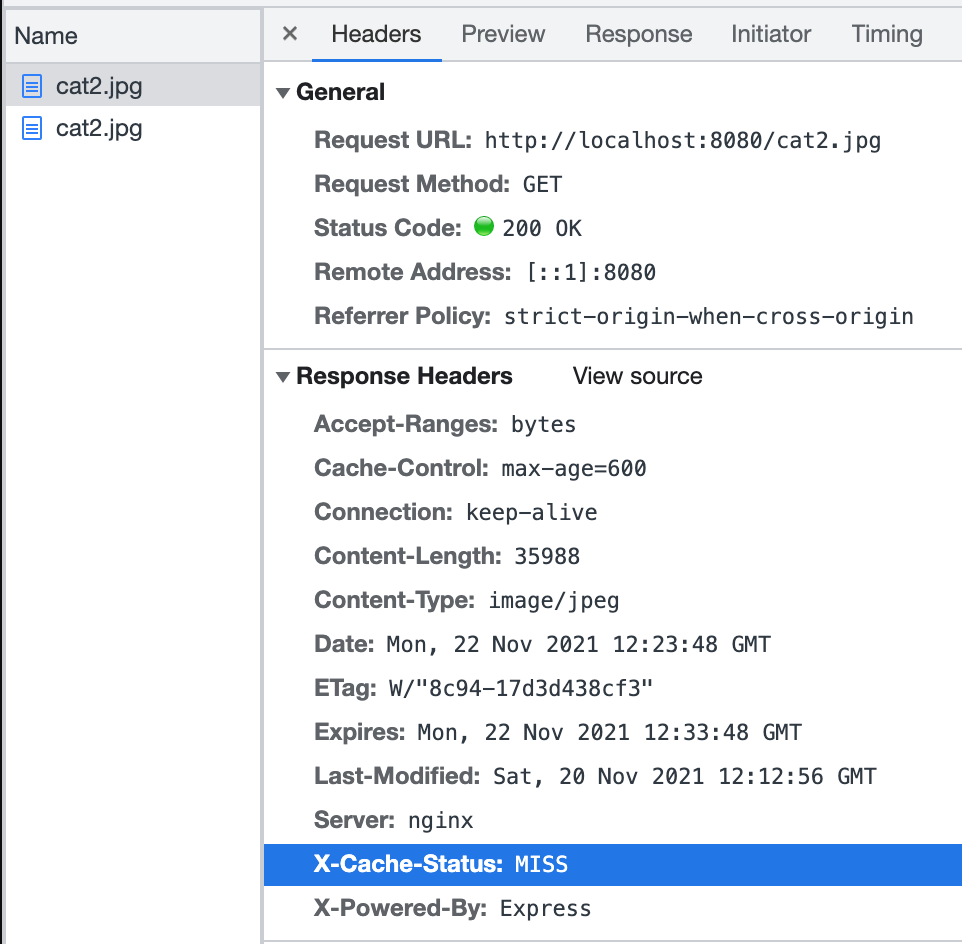 Name
cat2.jpg
cat2.jpg
× Headers Preview Response Initiator Timing
General
Request URL: http://localhost:8080/cat2.jpg
Request Method: GET
Status Code: 200 OK
Remote Address: [::1]:8080
Referrer Policy: strict-origin-when-cross-origin
Response Headers View source
Accept-Ranges: bytes
Cache-Control: max-age=600
Connection: keep-alive
Content-Length: 35988
Content-Type: image/jpeg
Date: Mon, 22 Nov 2021 12:23:48 GMT
ETag: W/"8c94-17d3d438cf3"
Expires: Mon, 22 Nov 2021 12:33:48 GMT
Last-Modified: Sat, 20 Nov 2021 12:12:56 GMT
Server: nginx
X-Cache-Status: MISS
X-Powered-By: Express